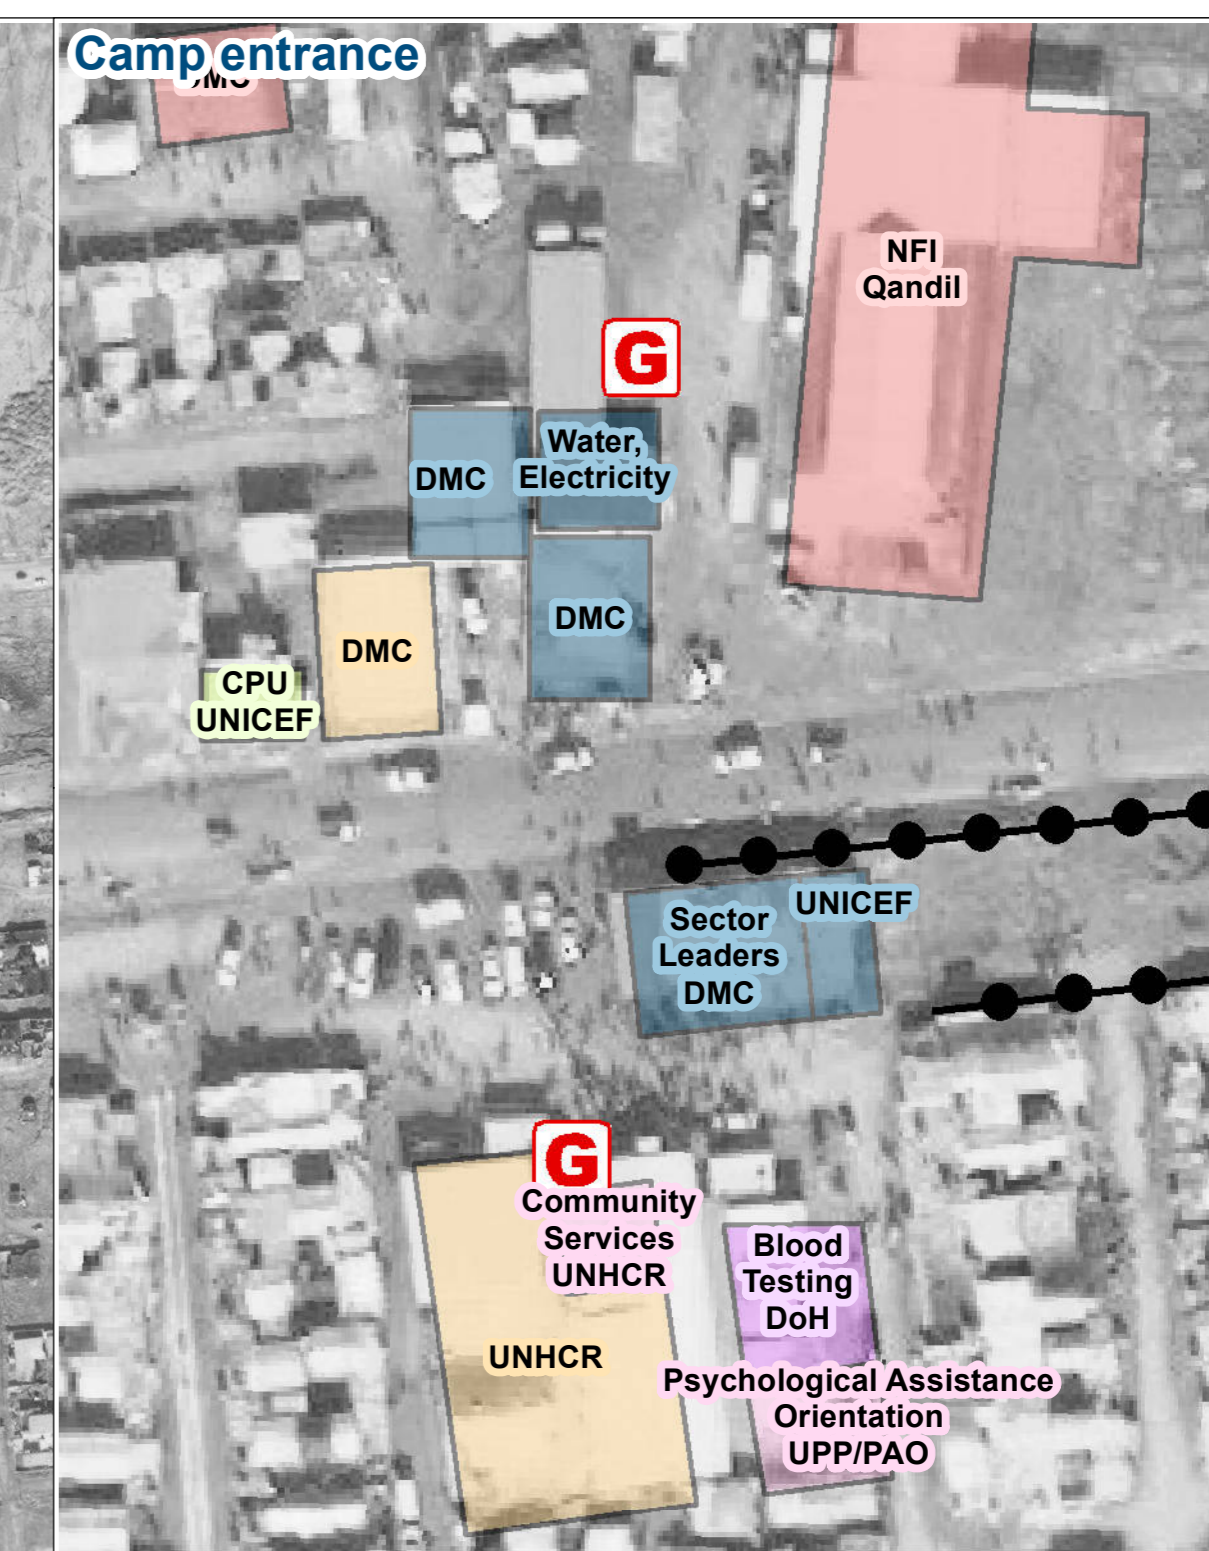 Camp entrance
DMC
NFI
Qandil
G
Water,
Electricity
DMC
DMC
DMC
CPU
UNICEF
UNICEF
Sector
Leaders
DMC
G
Community
Services
UNHCR
Blood
Testing
DoH
UNHCR
Psychological Assistance
Orientation
UPP/PAO